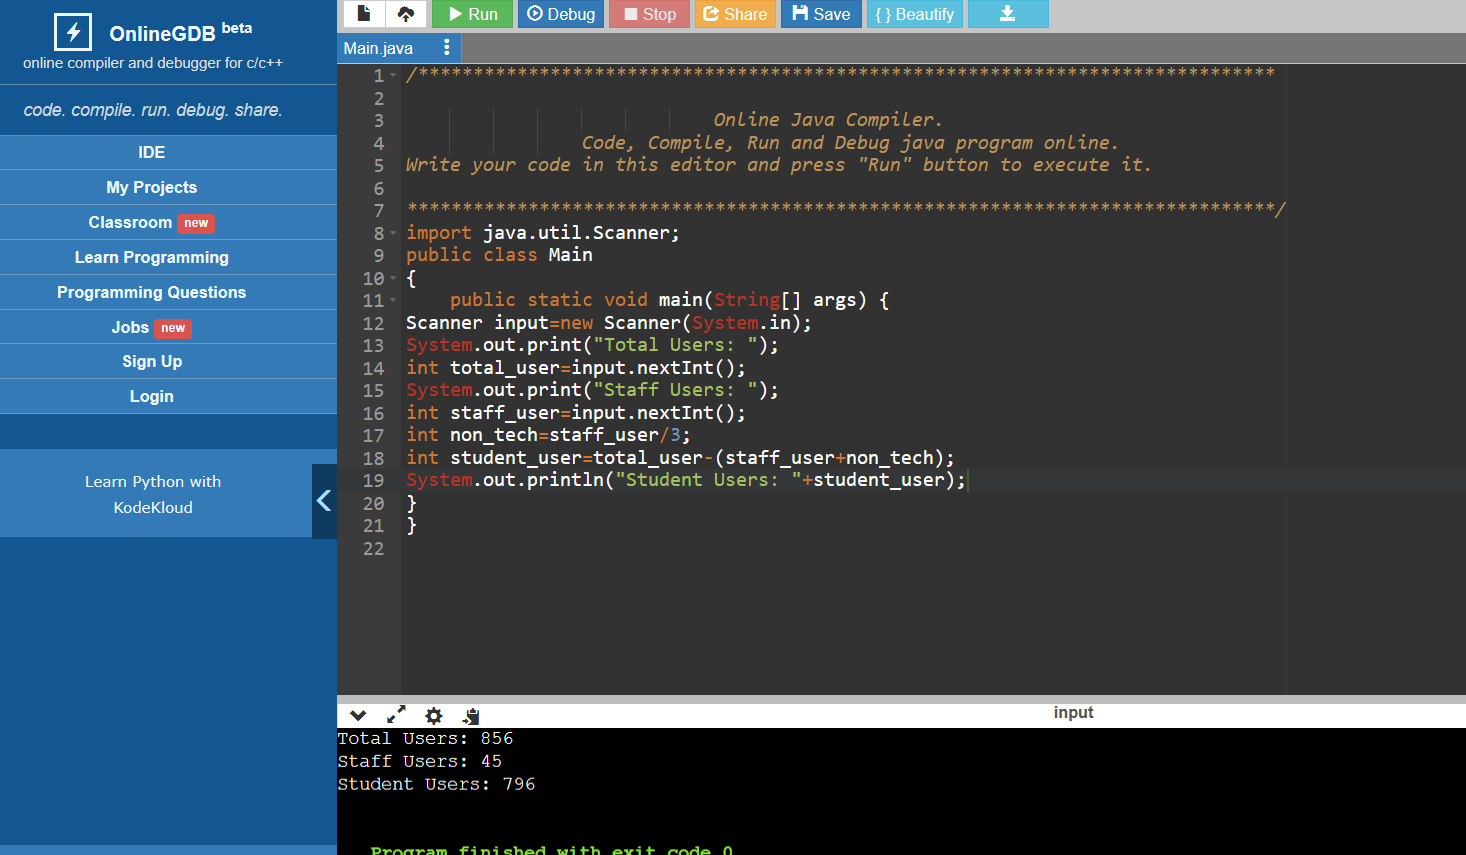 OnlineGDB beta
online compiler and debugger for c/c++
code. compile. run. debug. share.
IDE
My Projects
Classroom new
Learn Programming
Programming Questions
Jobs new
Sign Up
Login
Learn Python with
KodeKloud
Run Debug Stop Share Save { } Beautify
Main.java
1 /******************************************************************************
2
3 Online Java Compiler.
4 Code, Compile, Run and Debug java program online.
5 Write your code in this editor and press "Run" button to execute it.
6
7 *******************************************************************************/
8 import java.util.Scanner;
9 public class Main
10 {
11 public static void main(String[] args) {
12 Scanner input=new Scanner(System.in);
13 System.out.print("Total Users: ");
14 int total_user=input.nextInt();
15 System.out.print("Staff Users: ");
16 int staff_user=input.nextInt();
17 int non_tech=staff_user/3;
18 int student_user=total_user-(staff_user+non_tech);
19 System.out.println("Student Users: "+student_user);
20 }
21 }
22
input
Total Users: 856
Staff Users: 45
Student Users: 796
Program finished with exit code 0